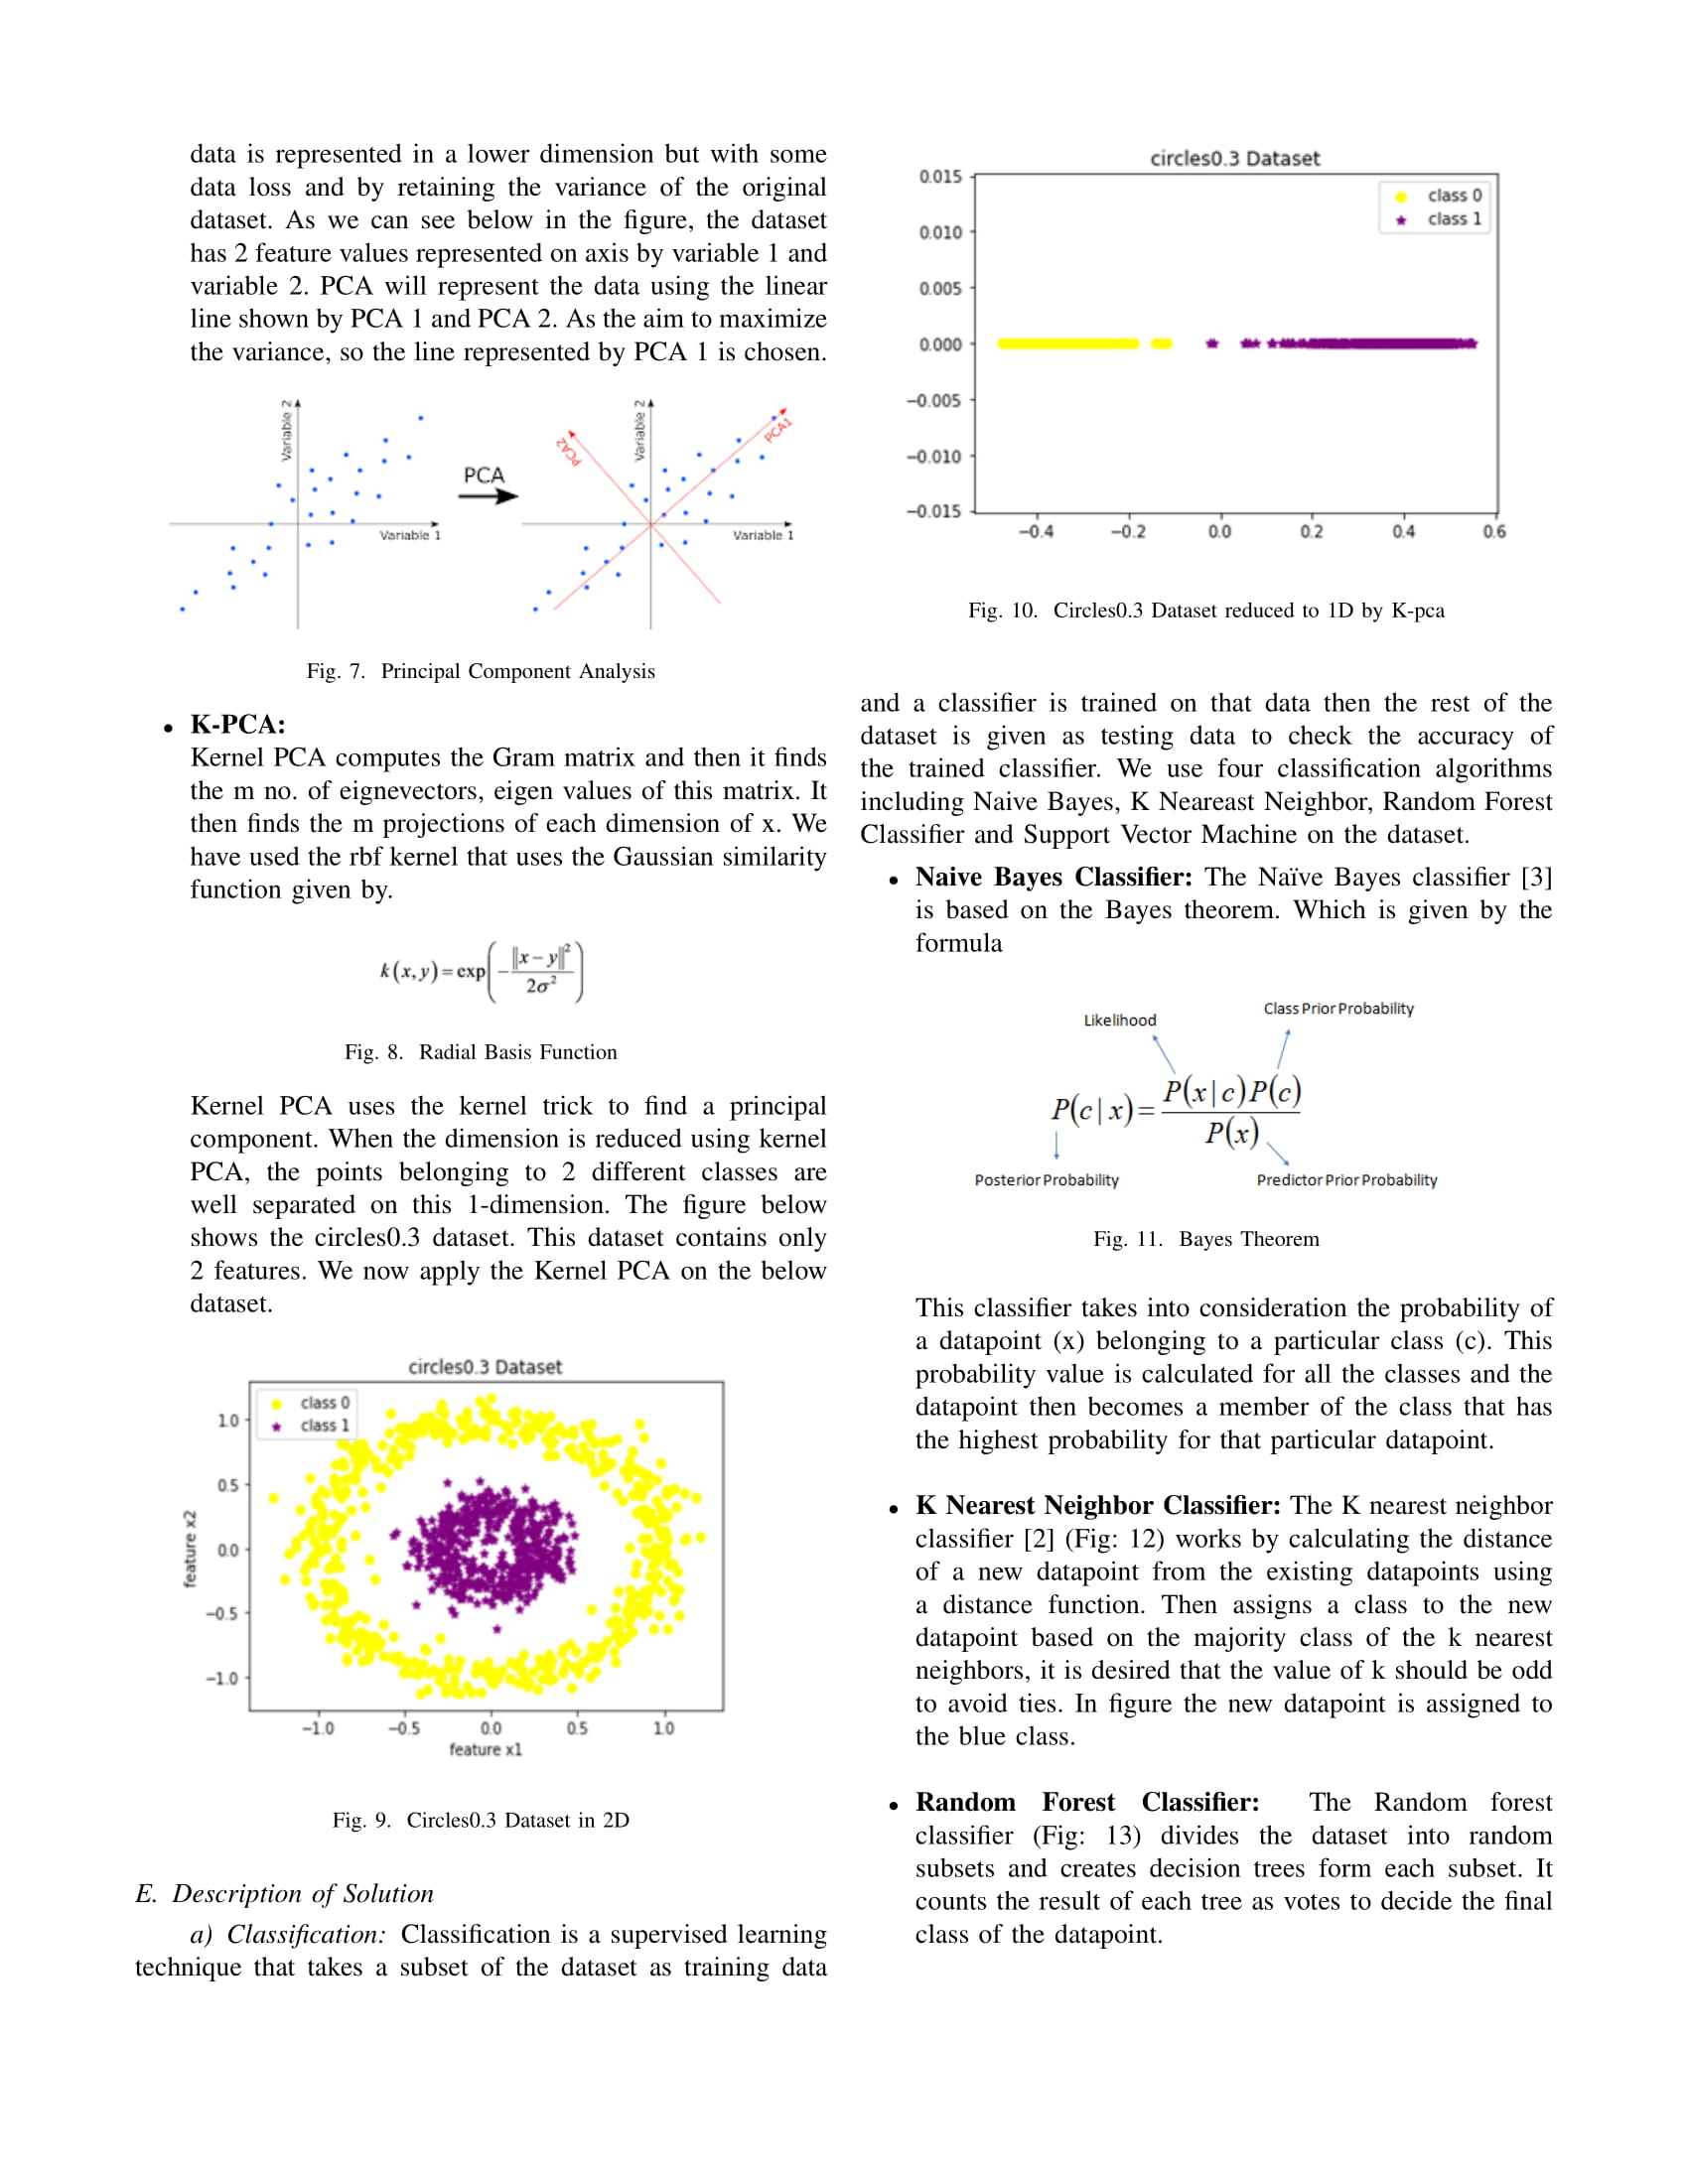 data is represented in a lower dimension but with some
data loss and by retaining the variance of the original
dataset. As we can see below in the figure, the dataset
has 2 feature values represented on axis by variable 1 and
variable 2. PCA will represent the data using the linear
line shown by PCA 1 and PCA 2. As the aim to maximize
the variance, so the line represented by PCA 1 is chosen.
Variable 2
Variable 1
PCA
Variable 2
PCA2
PCA1
Variable 1
Fig. 7. Principal Component Analysis
• K-PCA:
Kernel PCA computes the Gram matrix and then it finds
the m no. of eignevectors, eigen values of this matrix. It
then finds the m projections of each dimension of x. We
have used the rbf kernel that uses the Gaussian similarity
function given by.
k(x,y)=exp(−‖x−y‖²/2σ²)
Fig. 8. Radial Basis Function
Kernel PCA uses the kernel trick to find a principal
component. When the dimension is reduced using kernel
PCA, the points belonging to 2 different classes are
well separated on this 1-dimension. The figure below
shows the circles0.3 dataset. This dataset contains only
2 features. We now apply the Kernel PCA on the below
dataset.
circles0.3 Dataset
class 0
class 1
1.0
0.5
0.0
−0.5
−1.0
feature x2
−1.0 −0.5 0.0 0.5 1.0
feature x1
Fig. 9. Circles0.3 Dataset in 2D
E. Description of Solution
a) Classification: Classification is a supervised learning
technique that takes a subset of the dataset as training data
circles0.3 Dataset
class 0
class 1
0.015
0.010
0.005
0.000
−0.005
−0.010
−0.015
−0.4 −0.2 0.0 0.2 0.4 0.6
Fig. 10. Circles0.3 Dataset reduced to 1D by K-pca
and a classifier is trained on that data then the rest of the
dataset is given as testing data to check the accuracy of
the trained classifier. We use four classification algorithms
including Naive Bayes, K Neareast Neighbor, Random Forest
Classifier and Support Vector Machine on the dataset.
• Naive Bayes Classifier: The Naïve Bayes classifier [3]
is based on the Bayes theorem. Which is given by the
formula
Likelihood
Class Prior Probability
P(c|x)=P(x|c)P(c)/P(x)
Posterior Probability
Predictor Prior Probability
Fig. 11. Bayes Theorem
This classifier takes into consideration the probability of
a datapoint (x) belonging to a particular class (c). This
probability value is calculated for all the classes and the
datapoint then becomes a member of the class that has
the highest probability for that particular datapoint.
• K Nearest Neighbor Classifier: The K nearest neighbor
classifier [2] (Fig: 12) works by calculating the distance
of a new datapoint from the existing datapoints using
a distance function. Then assigns a class to the new
datapoint based on the majority class of the k nearest
neighbors, it is desired that the value of k should be odd
to avoid ties. In figure the new datapoint is assigned to
the blue class.
• Random Forest Classifier: The Random forest
classifier (Fig: 13) divides the dataset into random
subsets and creates decision trees form each subset. It
counts the result of each tree as votes to decide the final
class of the datapoint.